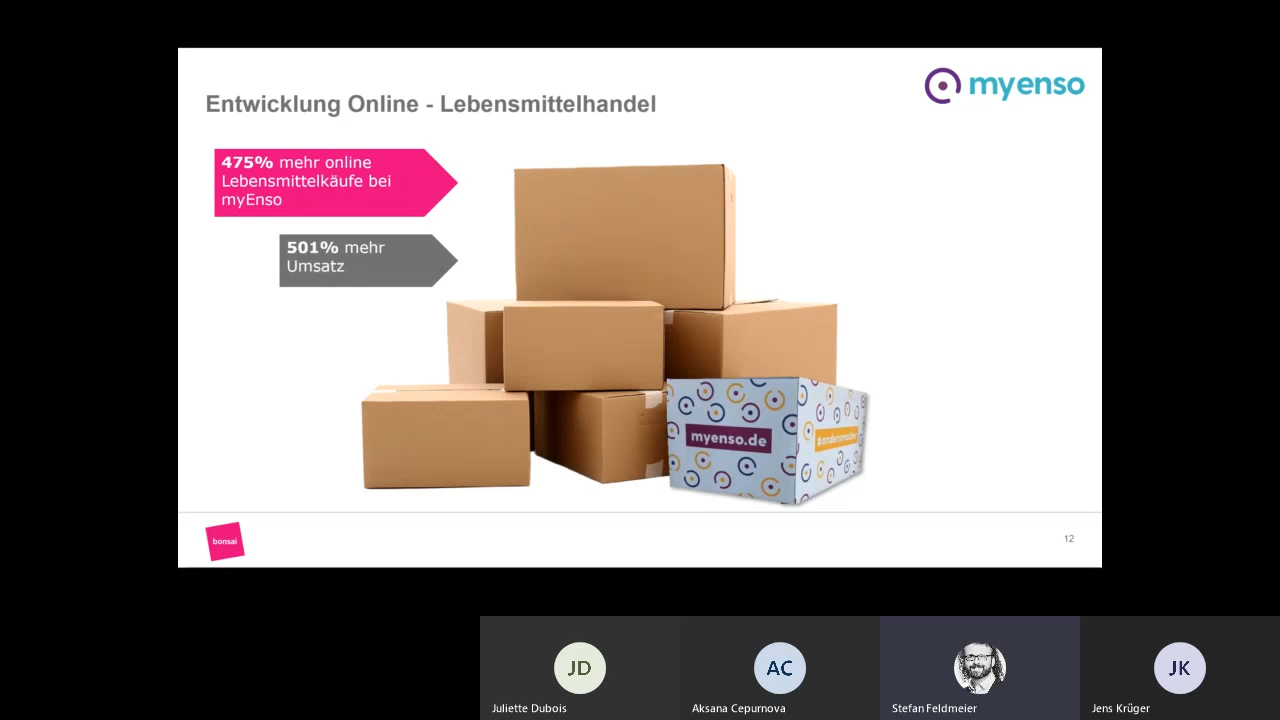 myenso
Entwicklung Online - Lebensmittelhandel
475% mehr online
Lebensmittelkäufe bei
myEnso
501% mehr
Umsatz
myenso.de
#andersmacher
bonsai
12
JD
AC
JK
Juliette Dubois
Aksana Cepurnova
Stefan Feldmeier
Jens Krüger